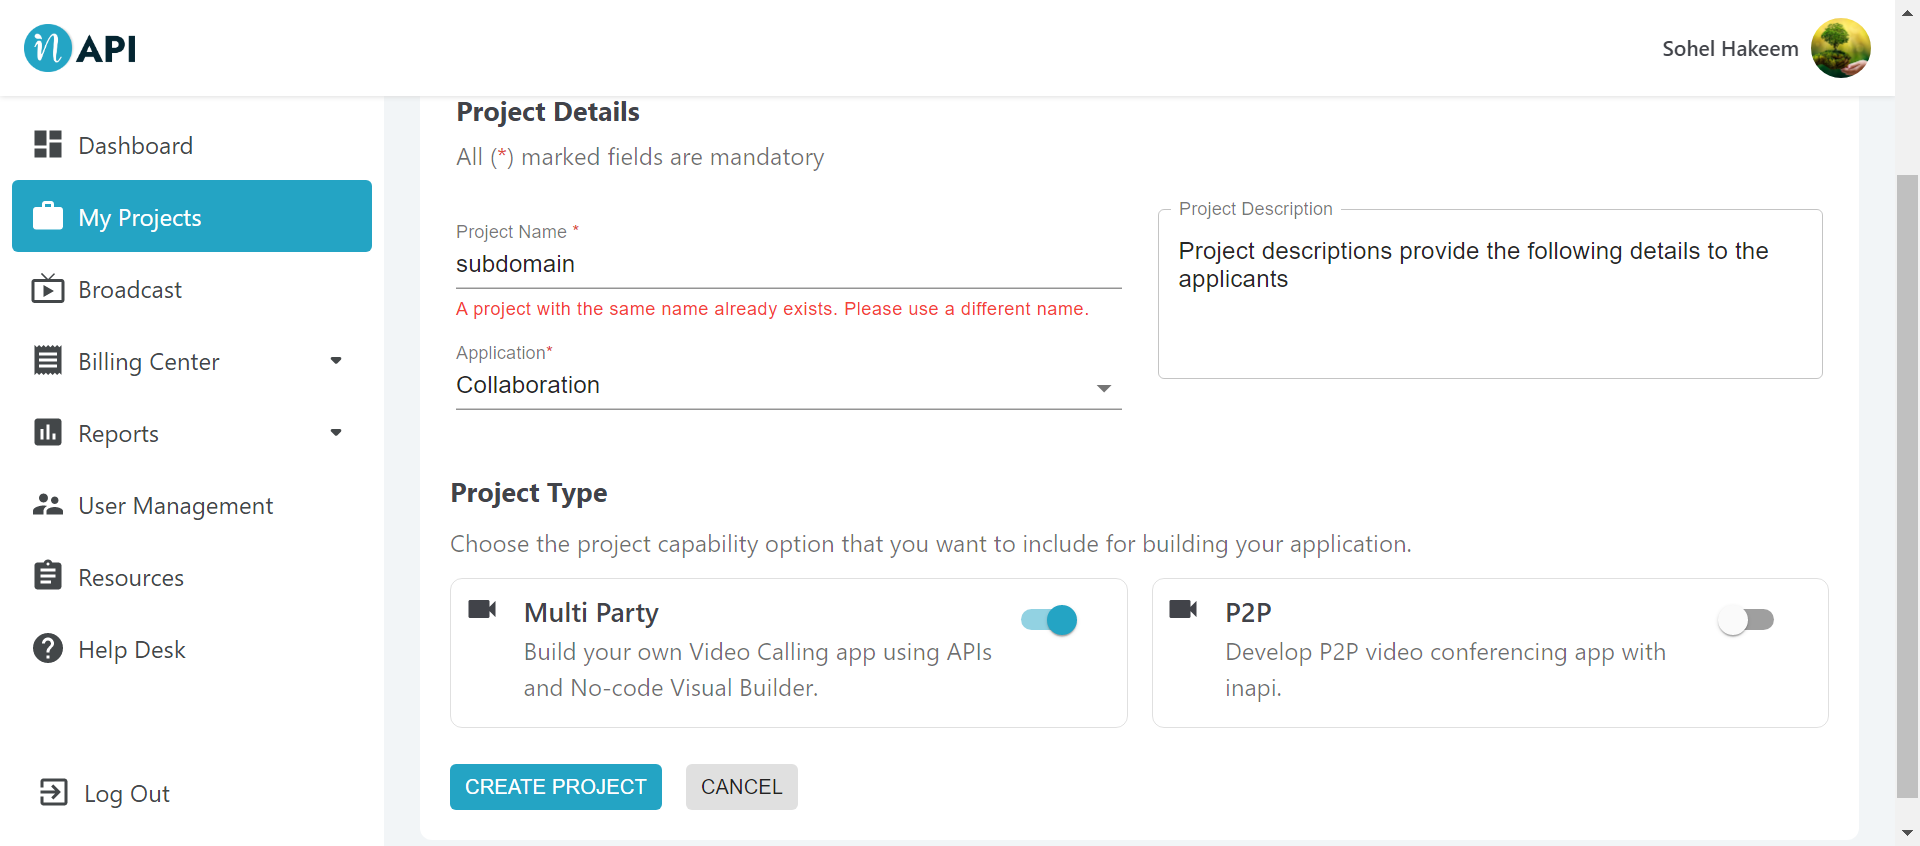 in API
Sohel Hakeem
Dashboard
My Projects
Broadcast
Billing Center
Reports
User Management
Resources
Help Desk
Log Out
Project Details
All (*) marked fields are mandatory
Project Name *
subdomain
A project with the same name already exists. Please use a different name.
Application*
Collaboration
Project Description
Project descriptions provide the following details to the
applicants
Project Type
Choose the project capability option that you want to include for building your application.
Multi Party
Build your own Video Calling app using APIs
and No-code Visual Builder.
P2P
Develop P2P video conferencing app with
inapi.
CREATE PROJECT
CANCEL